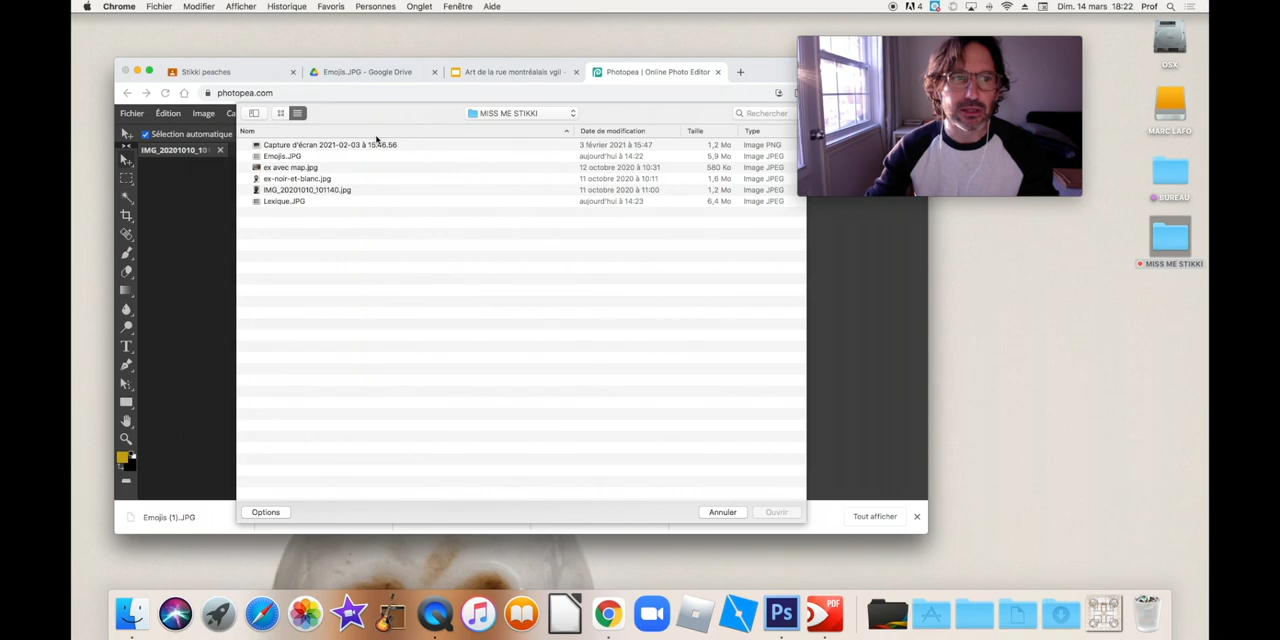 Chrome Fichier Modifier Afficher Historique Favoris Personnes Onglet Fenêtre Aide 4 Dim. 14 mars 18:22 Prof
Stikki peaches Emojis.JPG - Google Drive Art de la rue montréalais vgil - Photopea | Online Photo Editor
photopea.com
Fichier Édition Image Ca MISS ME STIKKI Rechercher
Sélection automatique Nom Date de modification Taille Type
IMG_20201010_10
Capture d'écran 2021-02-03 à 15.46.56 3 février 2021 à 15:47 1,2 Mo Image PNG
Emojis.JPG aujourd'hui à 14:22 5,9 Mo Image JPEG
ex avec map.jpg 12 octobre 2020 à 10:31 580 Ko Image JPEG
ex-noir-et-blanc.jpg 11 octobre 2020 à 10:11 1,6 Mo Image JPEG
IMG_20201010_101140.jpg 11 octobre 2020 à 11:00 1,2 Mo Image JPEG
Lexique.JPG aujourd'hui à 14:23 6,4 Mo Image JPEG
Options Annuler Ouvrir
Emojis (1).JPG Tout afficher
OSX
MARC LAFO
BUREAU
MISS ME STIKKI
Ps
PDF